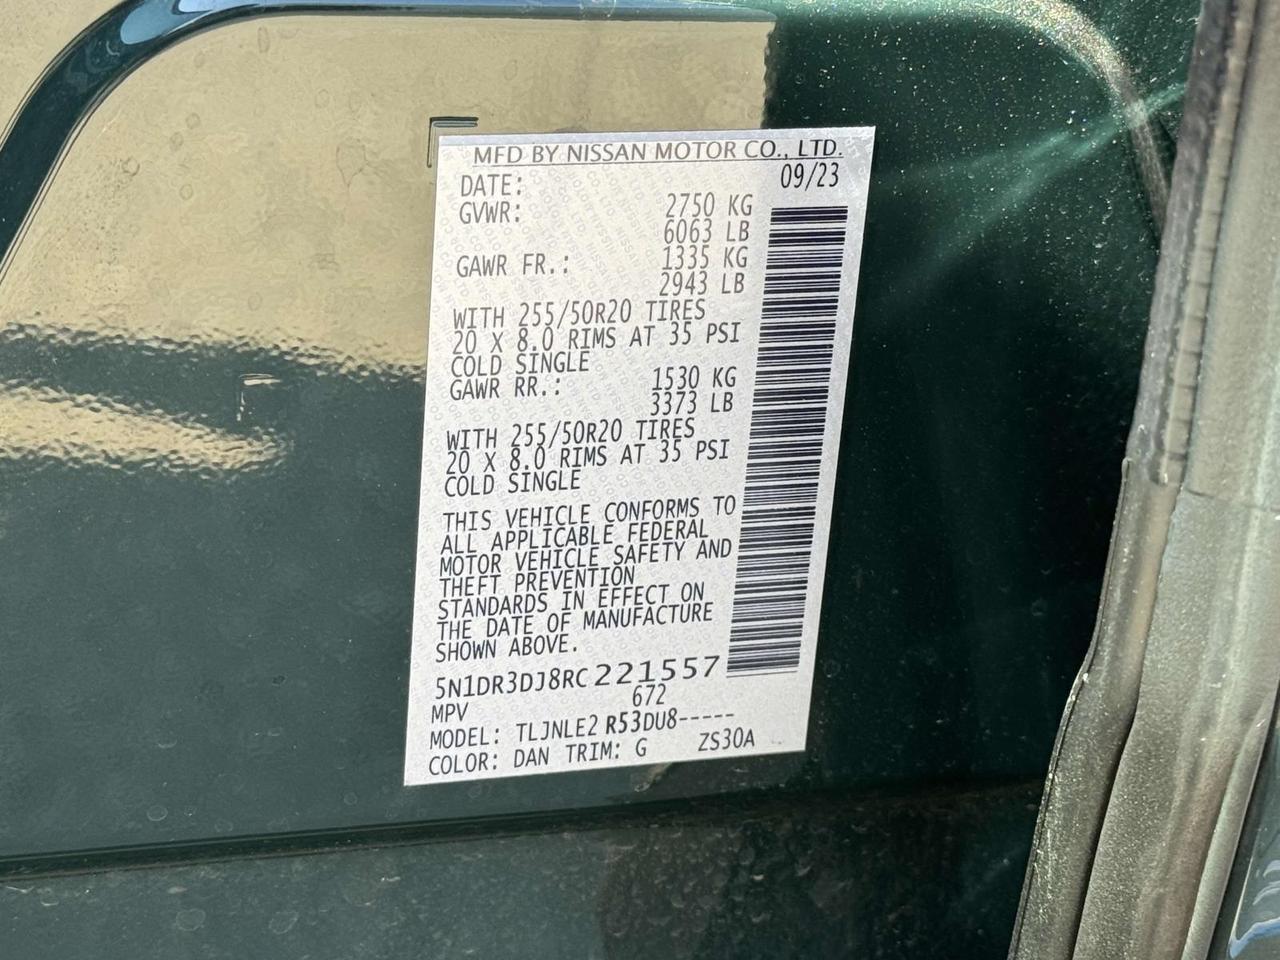 MFD BY NISSAN MOTOR CO., LTD.
DATE: 09/23
GVWR: 2750 KG
6063 LB
GAWR FR.: 1335 KG
2943 LB
WITH 255/50R20 TIRES
20 X 8.0 RIMS AT 35 PSI
COLD SINGLE
GAWR RR.: 1530 KG
3373 LB
WITH 255/50R20 TIRES
20 X 8.0 RIMS AT 35 PSI
COLD SINGLE
THIS VEHICLE CONFORMS TO
ALL APPLICABLE FEDERAL
MOTOR VEHICLE SAFETY AND
THEFT PREVENTION
STANDARDS IN EFFECT ON
THE DATE OF MANUFACTURE
SHOWN ABOVE.
5N1DR3DJ8RC221557
MPV 672
MODEL: TLJNLE2 R53DU8-----
COLOR: DAN TRIM: G ZS30A